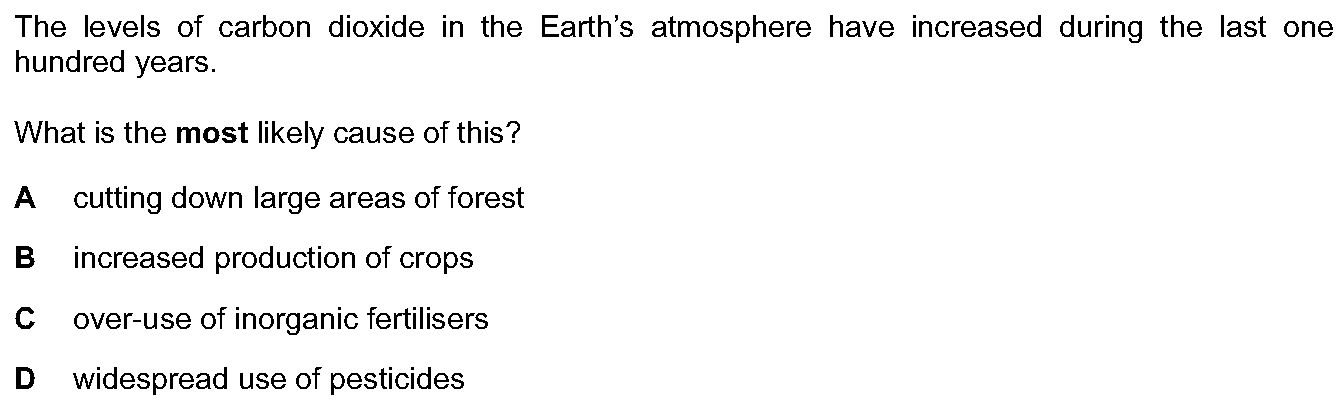 The levels of carbon dioxide in the Earth's atmosphere have increased during the last one
hundred years.
What is the most likely cause of this?
A cutting down large areas of forest
B increased production of crops
C over-use of inorganic fertilisers
D widespread use of pesticides